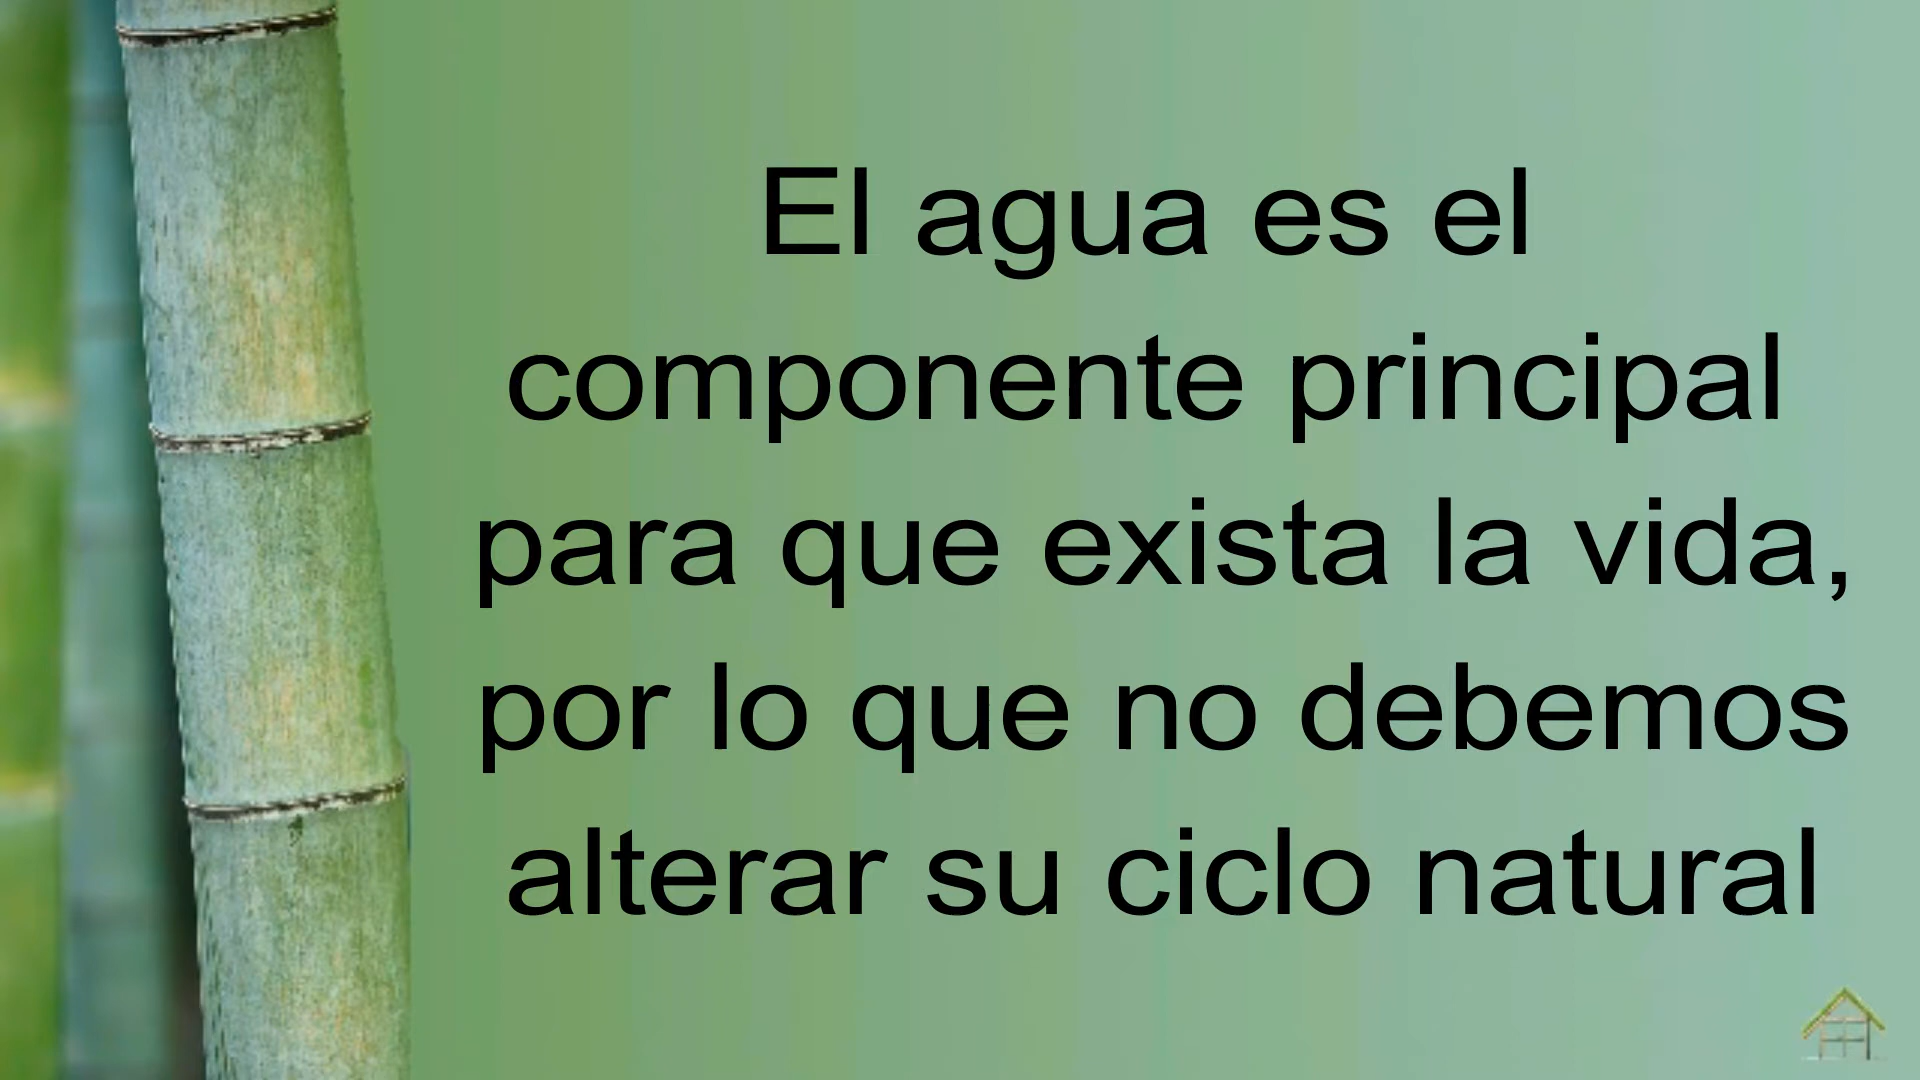 El agua es el
componente principal
para que exista la vida,
por lo que no debemos
alterar su ciclo natural